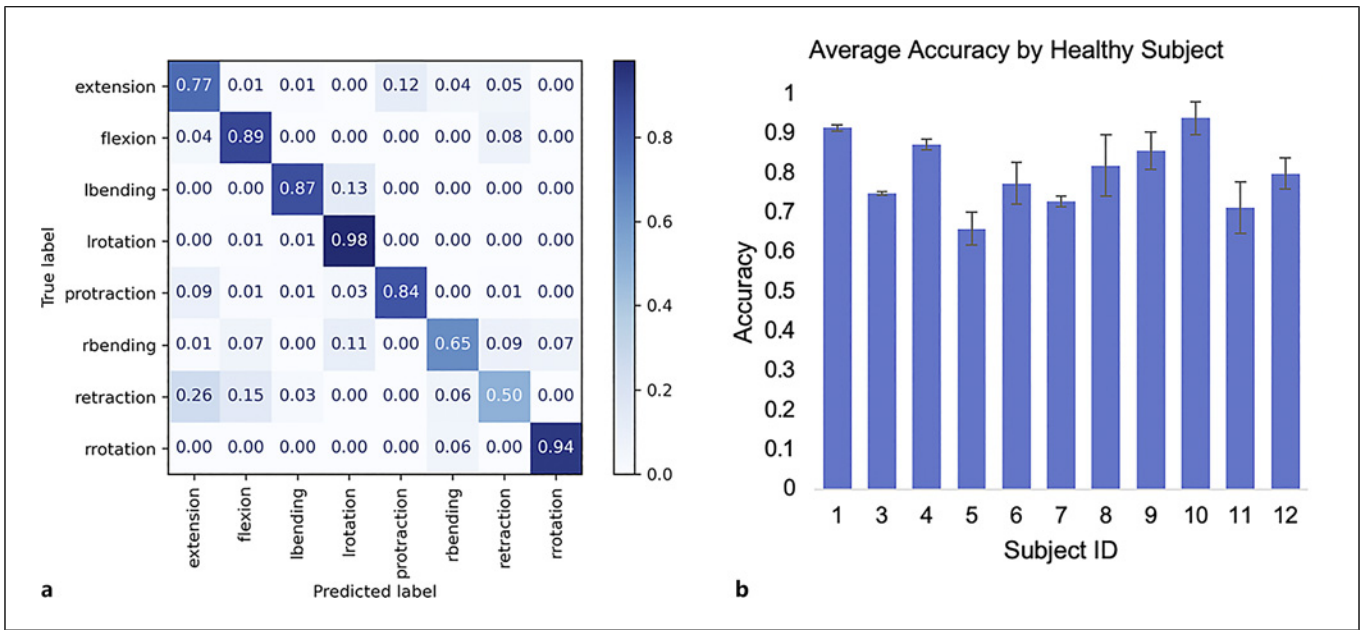 extension 0.77 0.01 0.01 0.00 0.12 0.04 0.05 0.00
flexion 0.04 0.89 0.00 0.00 0.00 0.00 0.08 0.00
lbending 0.00 0.00 0.87 0.13 0.00 0.00 0.00 0.00
lrotation 0.00 0.01 0.01 0.98 0.00 0.00 0.00 0.00
protraction 0.09 0.01 0.01 0.03 0.84 0.00 0.01 0.00
rbending 0.01 0.07 0.00 0.11 0.00 0.65 0.09 0.07
retraction 0.26 0.15 0.03 0.00 0.00 0.06 0.50 0.00
rrotation 0.00 0.00 0.00 0.00 0.00 0.06 0.00 0.94
True label
extension
flexion
lbending
lrotation
protraction
rbending
retraction
rrotation
Predicted label
0.8
0.6
0.4
0.2
0.0
a
Average Accuracy by Healthy Subject
1
0.9
0.8
0.7
0.6
0.5
0.4
0.3
0.2
0.1
0
Accuracy
1 3 4 5 6 7 8 9 10 11 12
Subject ID
b